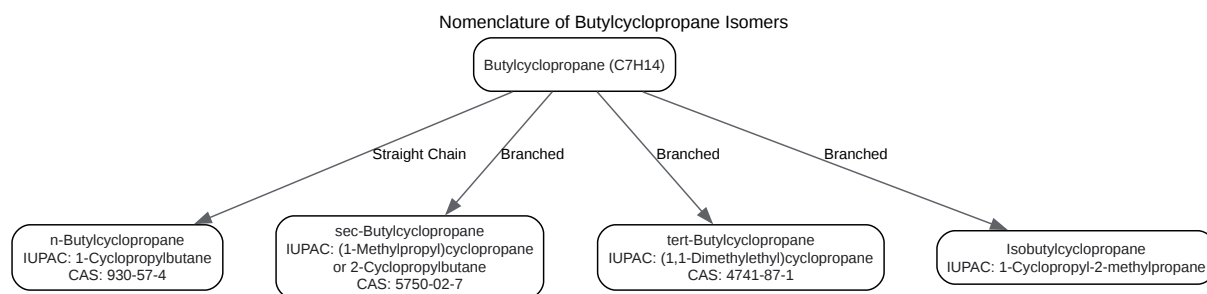 Nomenclature of Butylcyclopropane Isomers
Butylcyclopropane (C7H14)
Straight Chain
Branched
Branched
Branched
n-Butylcyclopropane
IUPAC: 1-Cyclopropylbutane
CAS: 930-57-4
sec-Butylcyclopropane
IUPAC: (1-Methylpropyl)cyclopropane
or 2-Cyclopropylbutane
CAS: 5750-02-7
tert-Butylcyclopropane
IUPAC: (1,1-Dimethylethyl)cyclopropane
CAS: 4741-87-1
Isobutylcyclopropane
IUPAC: 1-Cyclopropyl-2-methylpropane